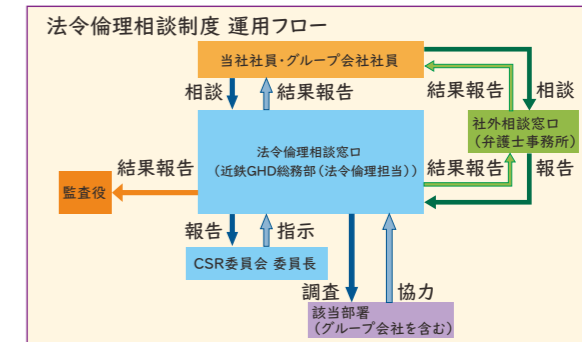 法令倫理相談制度 運用フロー
当社社員・グループ会社社員
相談
結果報告
結果報告
相談
社外相談窓口
（弁護士事務所）
法令倫理相談窓口
（近鉄GHD総務部（法令倫理担当））
結果報告
監査役
結果報告
報告
報告
指示
CSR委員会 委員長
調査
協力
該当部署
（グループ会社を含む）